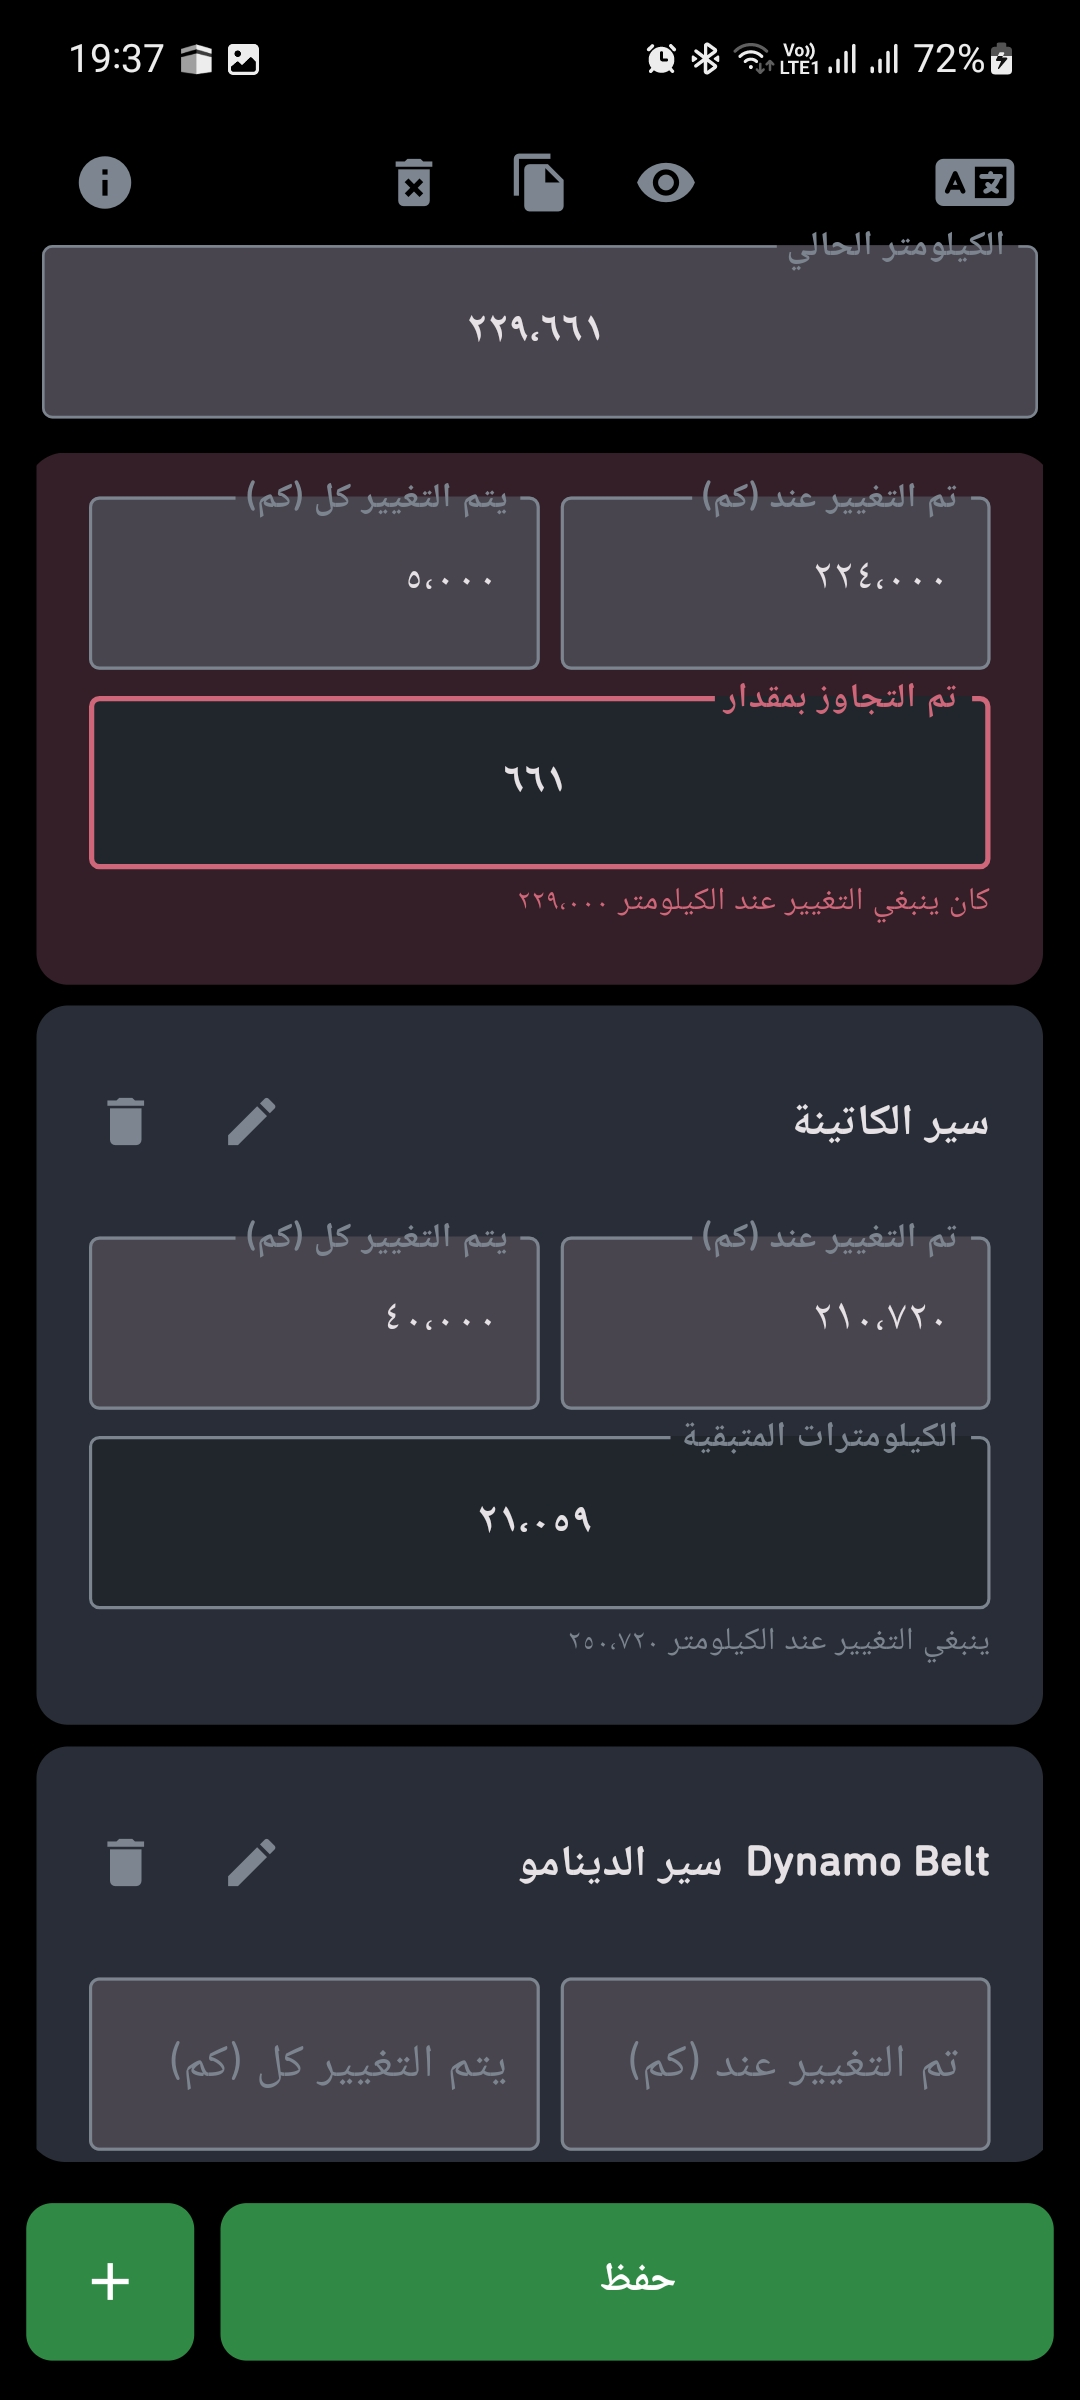 19:37 Vo)) LTE1 72%
الكيلومتر الحالي
٢٢٩،٦٦١
تم التغيير عند (كم) يتم التغيير كل (كم)
٢٢٤،٠٠٠ ٥،٠٠٠
تم التجاوز بمقدار
٦٦١
كان ينبغي التغيير عند الكيلومتر ٢٢٩،٠٠٠
سير الكاتينة
تم التغيير عند (كم) يتم التغيير كل (كم)
٢١٠،٧٢٠ ٤٠،٠٠٠
الكيلومترات المتبقية
٢١،٠٥٩
ينبغي التغيير عند الكيلومتر ٢٥٠،٧٢٠
Dynamo Belt سير الدينامو
تم التغيير عند (كم) يتم التغيير كل (كم)
+ حفظ